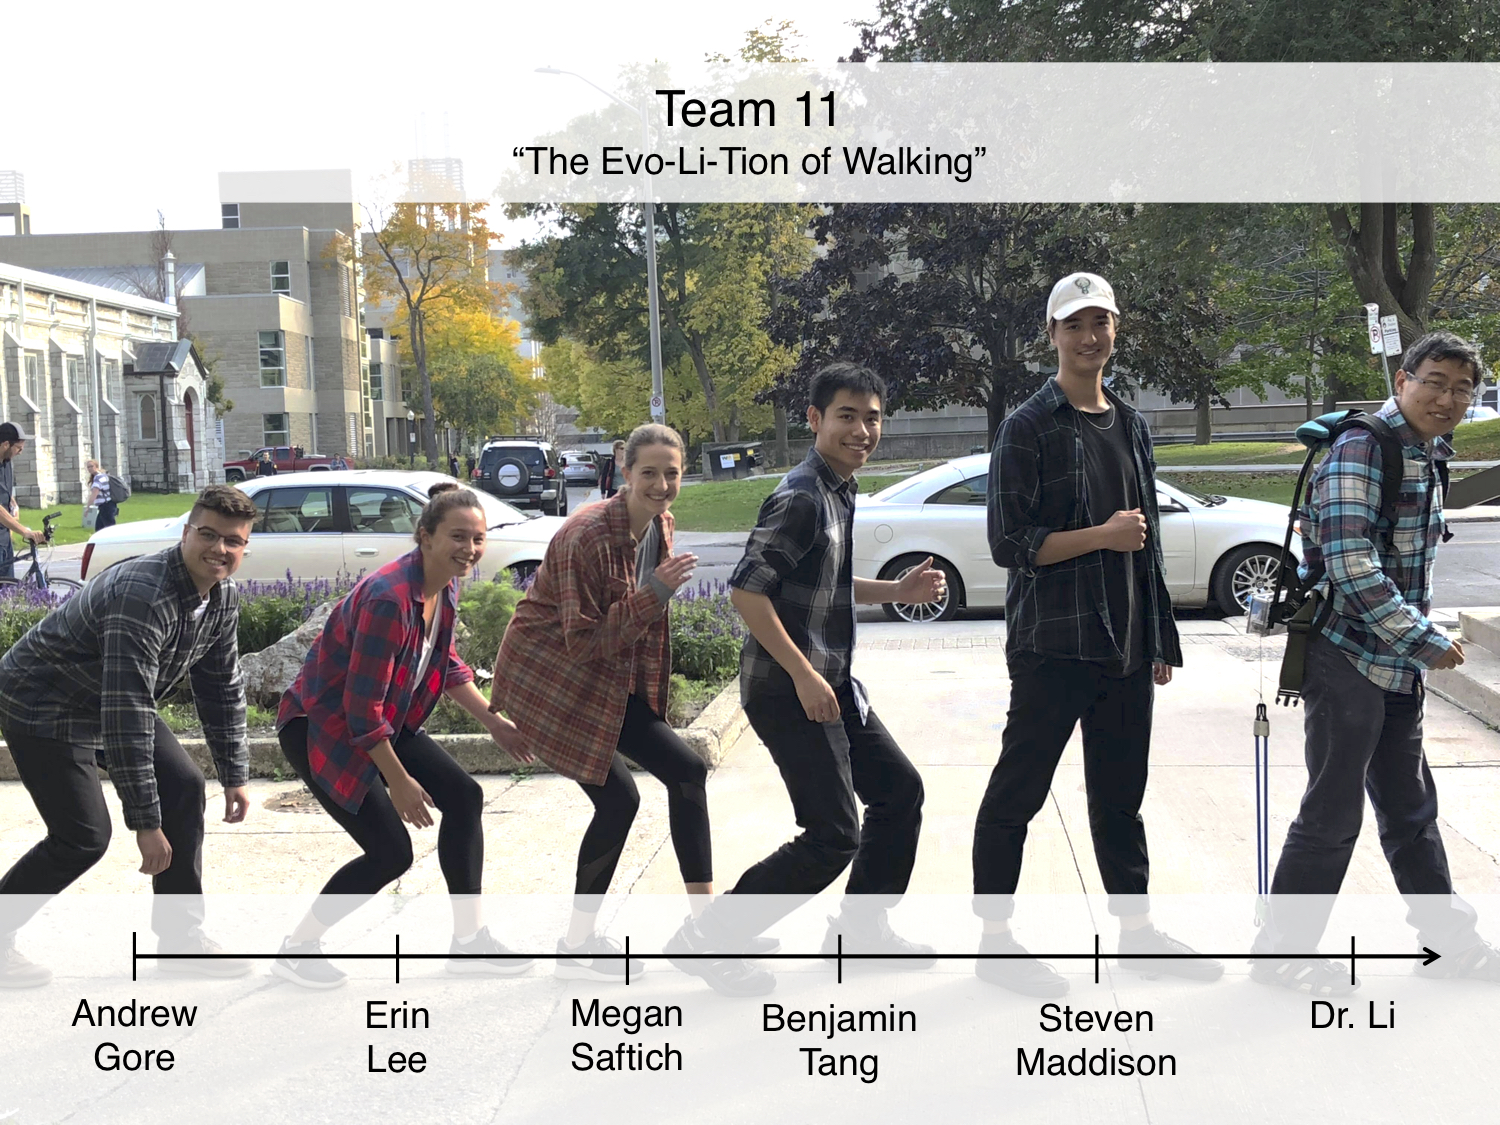 Team 11
“The Evo-Li-Tion of Walking”
Andrew
Gore
Erin
Lee
Megan
Saftich
Benjamin
Tang
Steven
Maddison
Dr. Li